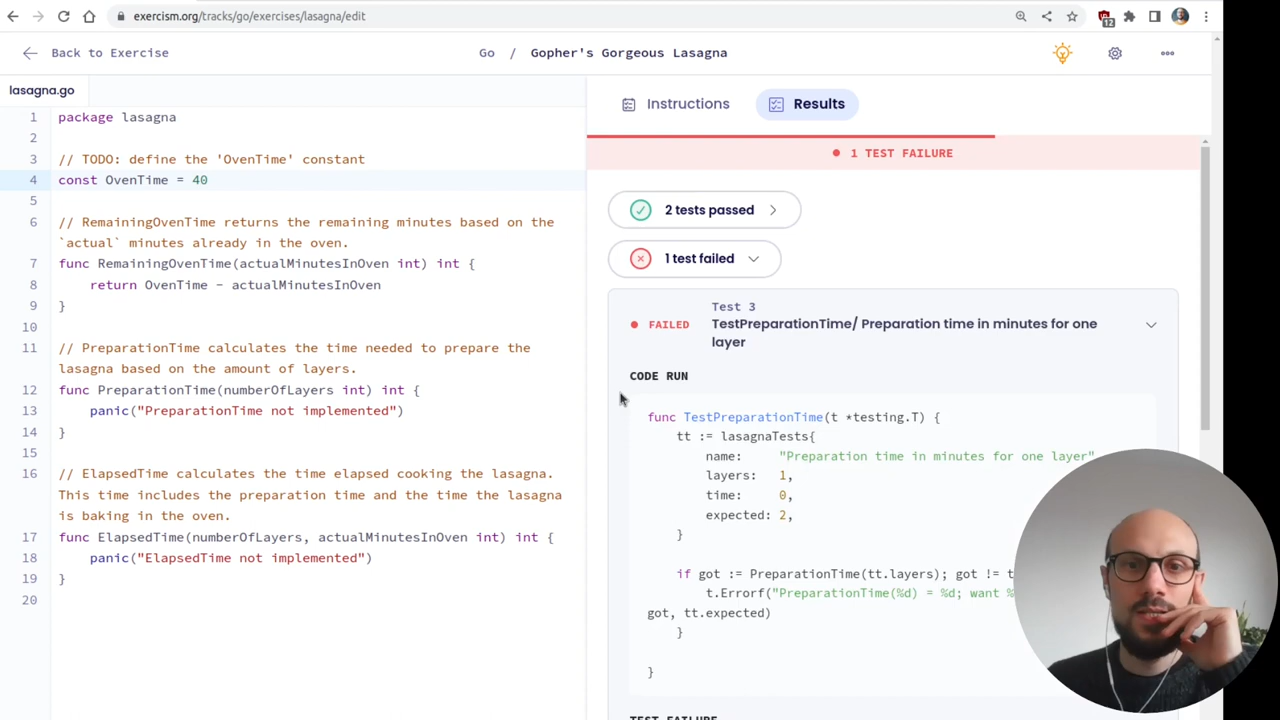 exercism.org/tracks/go/exercises/lasagna/edit
12
Back to Exercise
Go / Gopher's Gorgeous Lasagna
lasagna.go
Instructions
Results
1 package lasagna
2
3 // TODO: define the 'OvenTime' constant
4 const OvenTime = 40
5
6 // RemainingOvenTime returns the remaining minutes based on the
`actual` minutes already in the oven.
7 func RemainingOvenTime(actualMinutesInOven int) int {
8 return OvenTime - actualMinutesInOven
9 }
10
11 // PreparationTime calculates the time needed to prepare the
lasagna based on the amount of layers.
12 func PreparationTime(numberOfLayers int) int {
13 panic("PreparationTime not implemented")
14 }
15
16 // ElapsedTime calculates the time elapsed cooking the lasagna.
This time includes the preparation time and the time the lasagna
is baking in the oven.
17 func ElapsedTime(numberOfLayers, actualMinutesInOven int) int {
18 panic("ElapsedTime not implemented")
19 }
20
1 TEST FAILURE
2 tests passed
1 test failed
Test 3
FAILED
TestPreparationTime/ Preparation time in minutes for one
layer
CODE RUN
func TestPreparationTime(t *testing.T) {
tt := lasagnaTests{
name: "Preparation time in minutes for one layer"
layers: 1,
time: 0,
expected: 2,
}
if got := PreparationTime(tt.layers); got != t
t.Errorf("PreparationTime(%d) = %d; want %
got, tt.expected)
}
}
TEST FAILURE